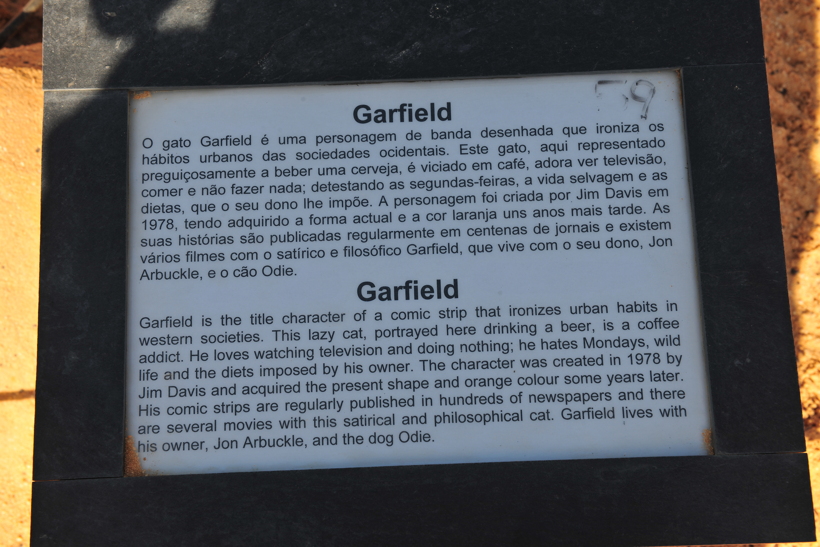 59
Garfield
O gato Garfield é uma personagem de banda desenhada que ironiza os
hábitos urbanos das sociedades ocidentais. Este gato, aqui representado
preguiçosamente a beber uma cerveja, é viciado em café, adora ver televisão,
comer e não fazer nada; detestando as segundas-feiras, a vida selvagem e as
dietas, que o seu dono lhe impõe. A personagem foi criada por Jim Davis em
1978, tendo adquirido a forma actual e a cor laranja uns anos mais tarde. As
suas histórias são publicadas regularmente em centenas de jornais e existem
vários filmes com o satírico e filosófico Garfield, que vive com o seu dono, Jon
Arbuckle, e o cão Odie.
Garfield
Garfield is the title character of a comic strip that ironizes urban habits in
western societies. This lazy cat, portrayed here drinking a beer, is a coffee
addict. He loves watching television and doing nothing; he hates Mondays, wild
life and the diets imposed by his owner. The character was created in 1978 by
Jim Davis and acquired the present shape and orange colour some years later.
His comic strips are regularly published in hundreds of newspapers and there
are several movies with this satirical and philosophical cat. Garfield lives with
his owner, Jon Arbuckle, and the dog Odie.